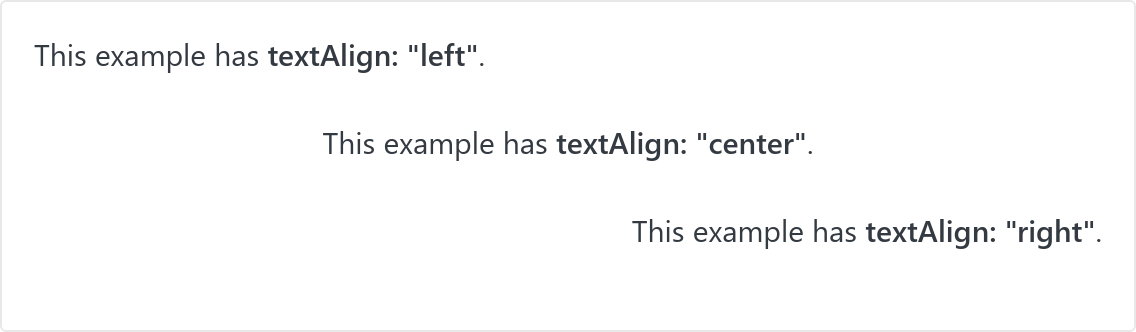 This example has textAlign: "left".
This example has textAlign: "center".
This example has textAlign: "right".